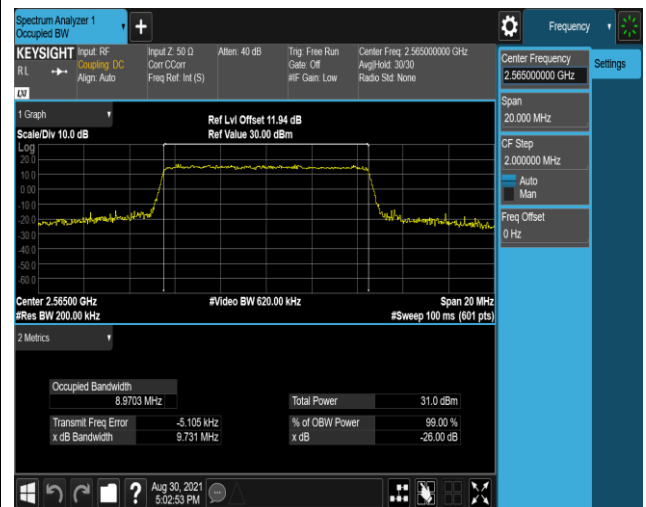 Spectrum Analyzer 1
Occupied BW
+
Frequency
KEYSIGHT
RL
LXI
Input: RF
Coupling: DC
Align: Auto
Input Z: 50 Ω
Corr CCorr
Freq Ref: Int (S)
Atten: 40 dB
Trig: Free Run
Gate: Off
#IF Gain: Low
Center Freq: 2.565000000 GHz
Avg|Hold: 30/30
Radio Std: None
Center Frequency
2.565000000 GHz
Settings
Span
20.000 MHz
CF Step
2.000000 MHz
Auto
Man
Freq Offset
0 Hz
1 Graph
Scale/Div 10.0 dB
Ref Lvl Offset 11.94 dB
Ref Value 30.00 dBm
Log
20.0
10.0
0.00
-10.0
-20.0
-30.0
-40.0
-50.0
-60.0
Center 2.56500 GHz
#Video BW 620.00 kHz
Span 20 MHz
#Res BW 200.00 kHz
#Sweep 100 ms (601 pts)
2 Metrics
Occupied Bandwidth
8.9703 MHz
Total Power 31.0 dBm
Transmit Freq Error -5.105 kHz
% of OBW Power 99.00 %
x dB Bandwidth 9.731 MHz
x dB -26.00 dB
?
Aug 30, 2021
5:02:53 PM